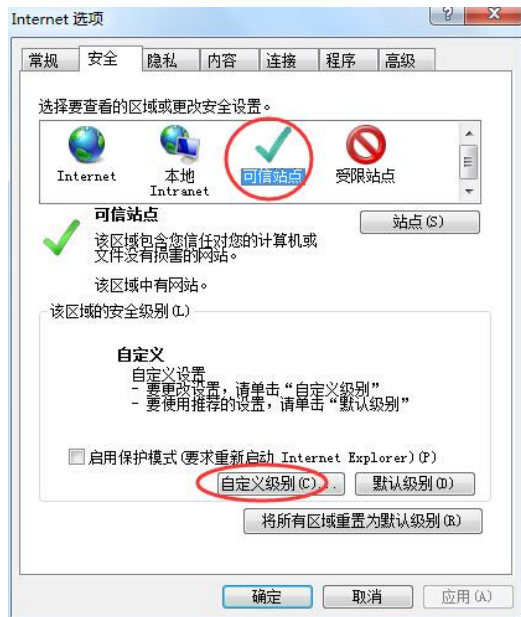 Internet 选项
常规 安全 隐私 内容 连接 程序 高级
选择要查看的区域或更改安全设置。
Internet 本地 Intranet 可信站点 受限站点
可信站点
站点(S)
该区域包含您信任对您的计算机或
文件没有损害的网站。
该区域中有网站。
该区域的安全级别(L)
自定义
自定义设置
- 要更改设置，请单击“自定义级别”
- 要使用推荐的设置，请单击“默认级别”
启用保护模式(要求重新启动 Internet Explorer)(P)
自定义级别(C)... 默认级别(D)
将所有区域重置为默认级别(R)
确定 取消 应用(A)